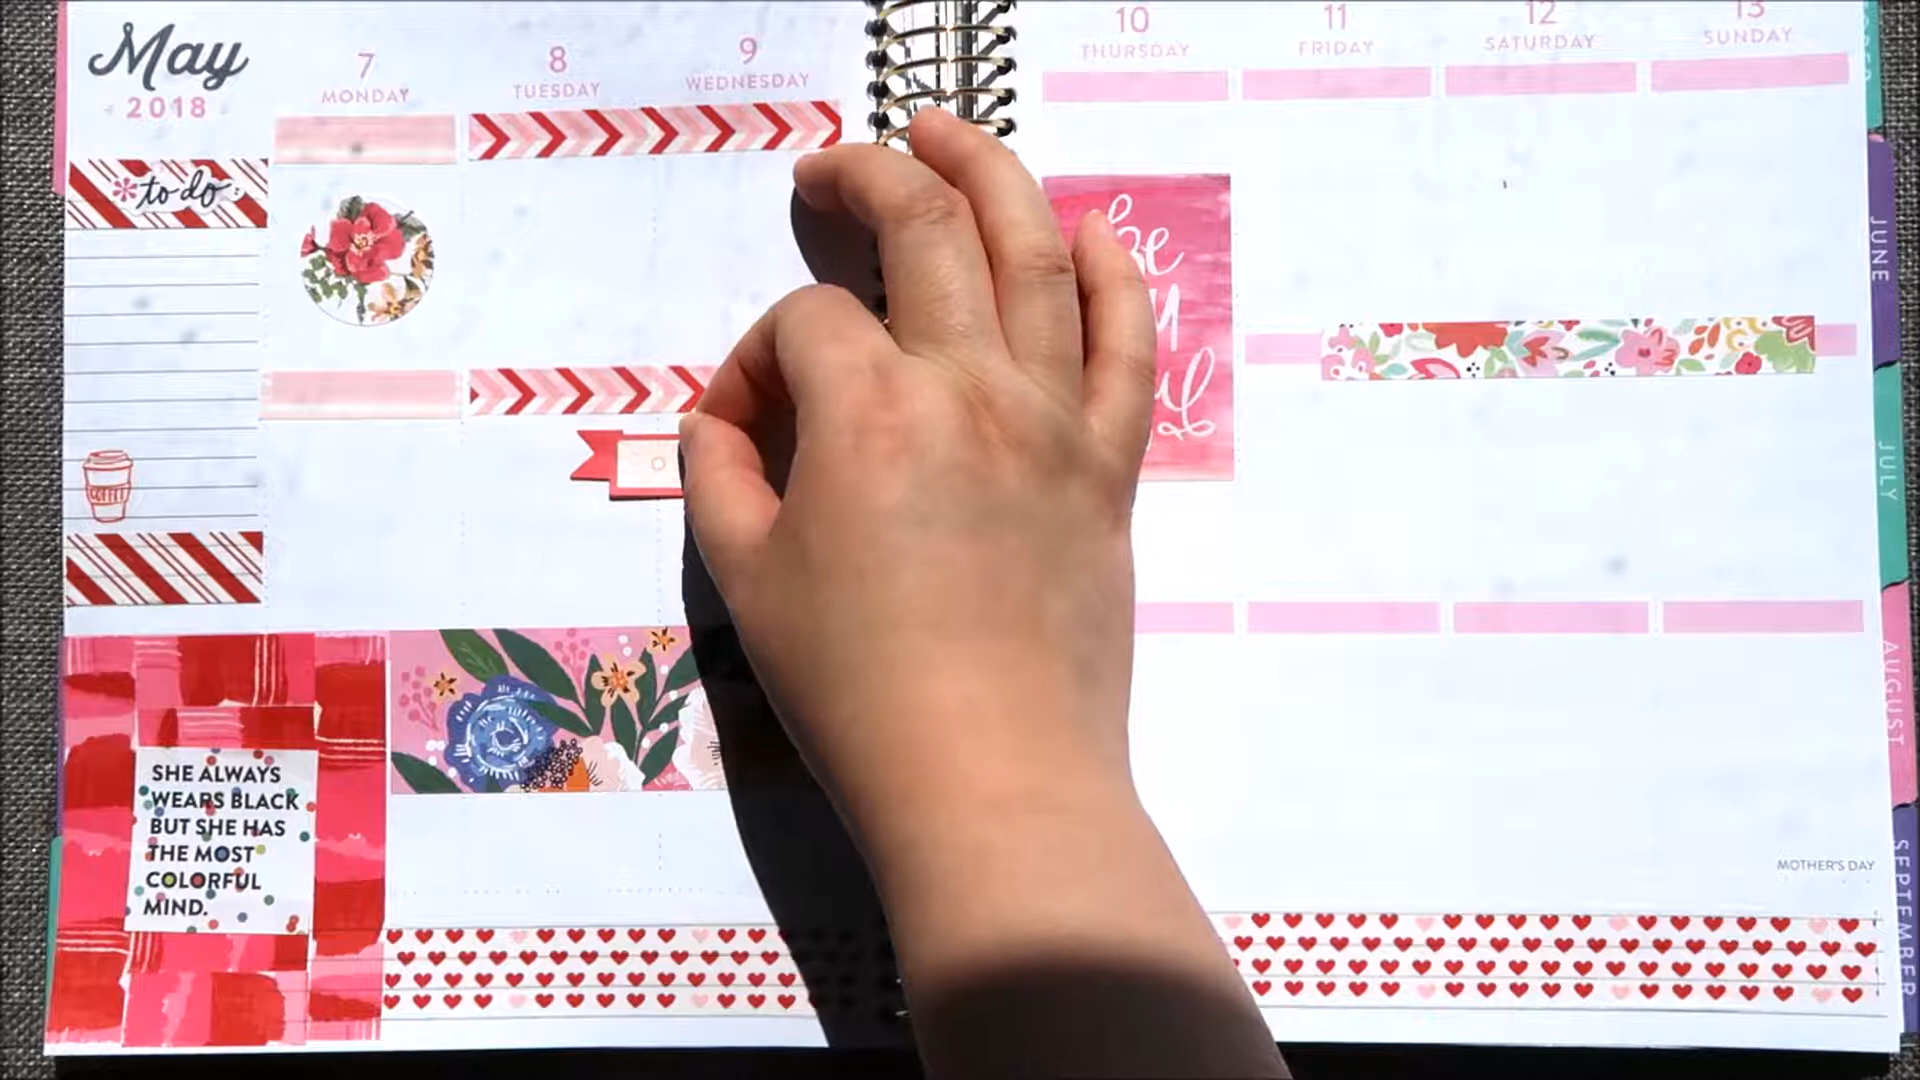 May
2018
7
MONDAY
8
TUESDAY
9
WEDNESDAY
10
THURSDAY
11
FRIDAY
12
SATURDAY
13
SUNDAY
*to do:
COFFEE
SHE ALWAYS
WEARS BLACK
BUT SHE HAS
THE MOST
COLORFUL
MIND.
Be
MOTHER'S DAY
JUNE
JULY
AUGUST
SEPTEMBER